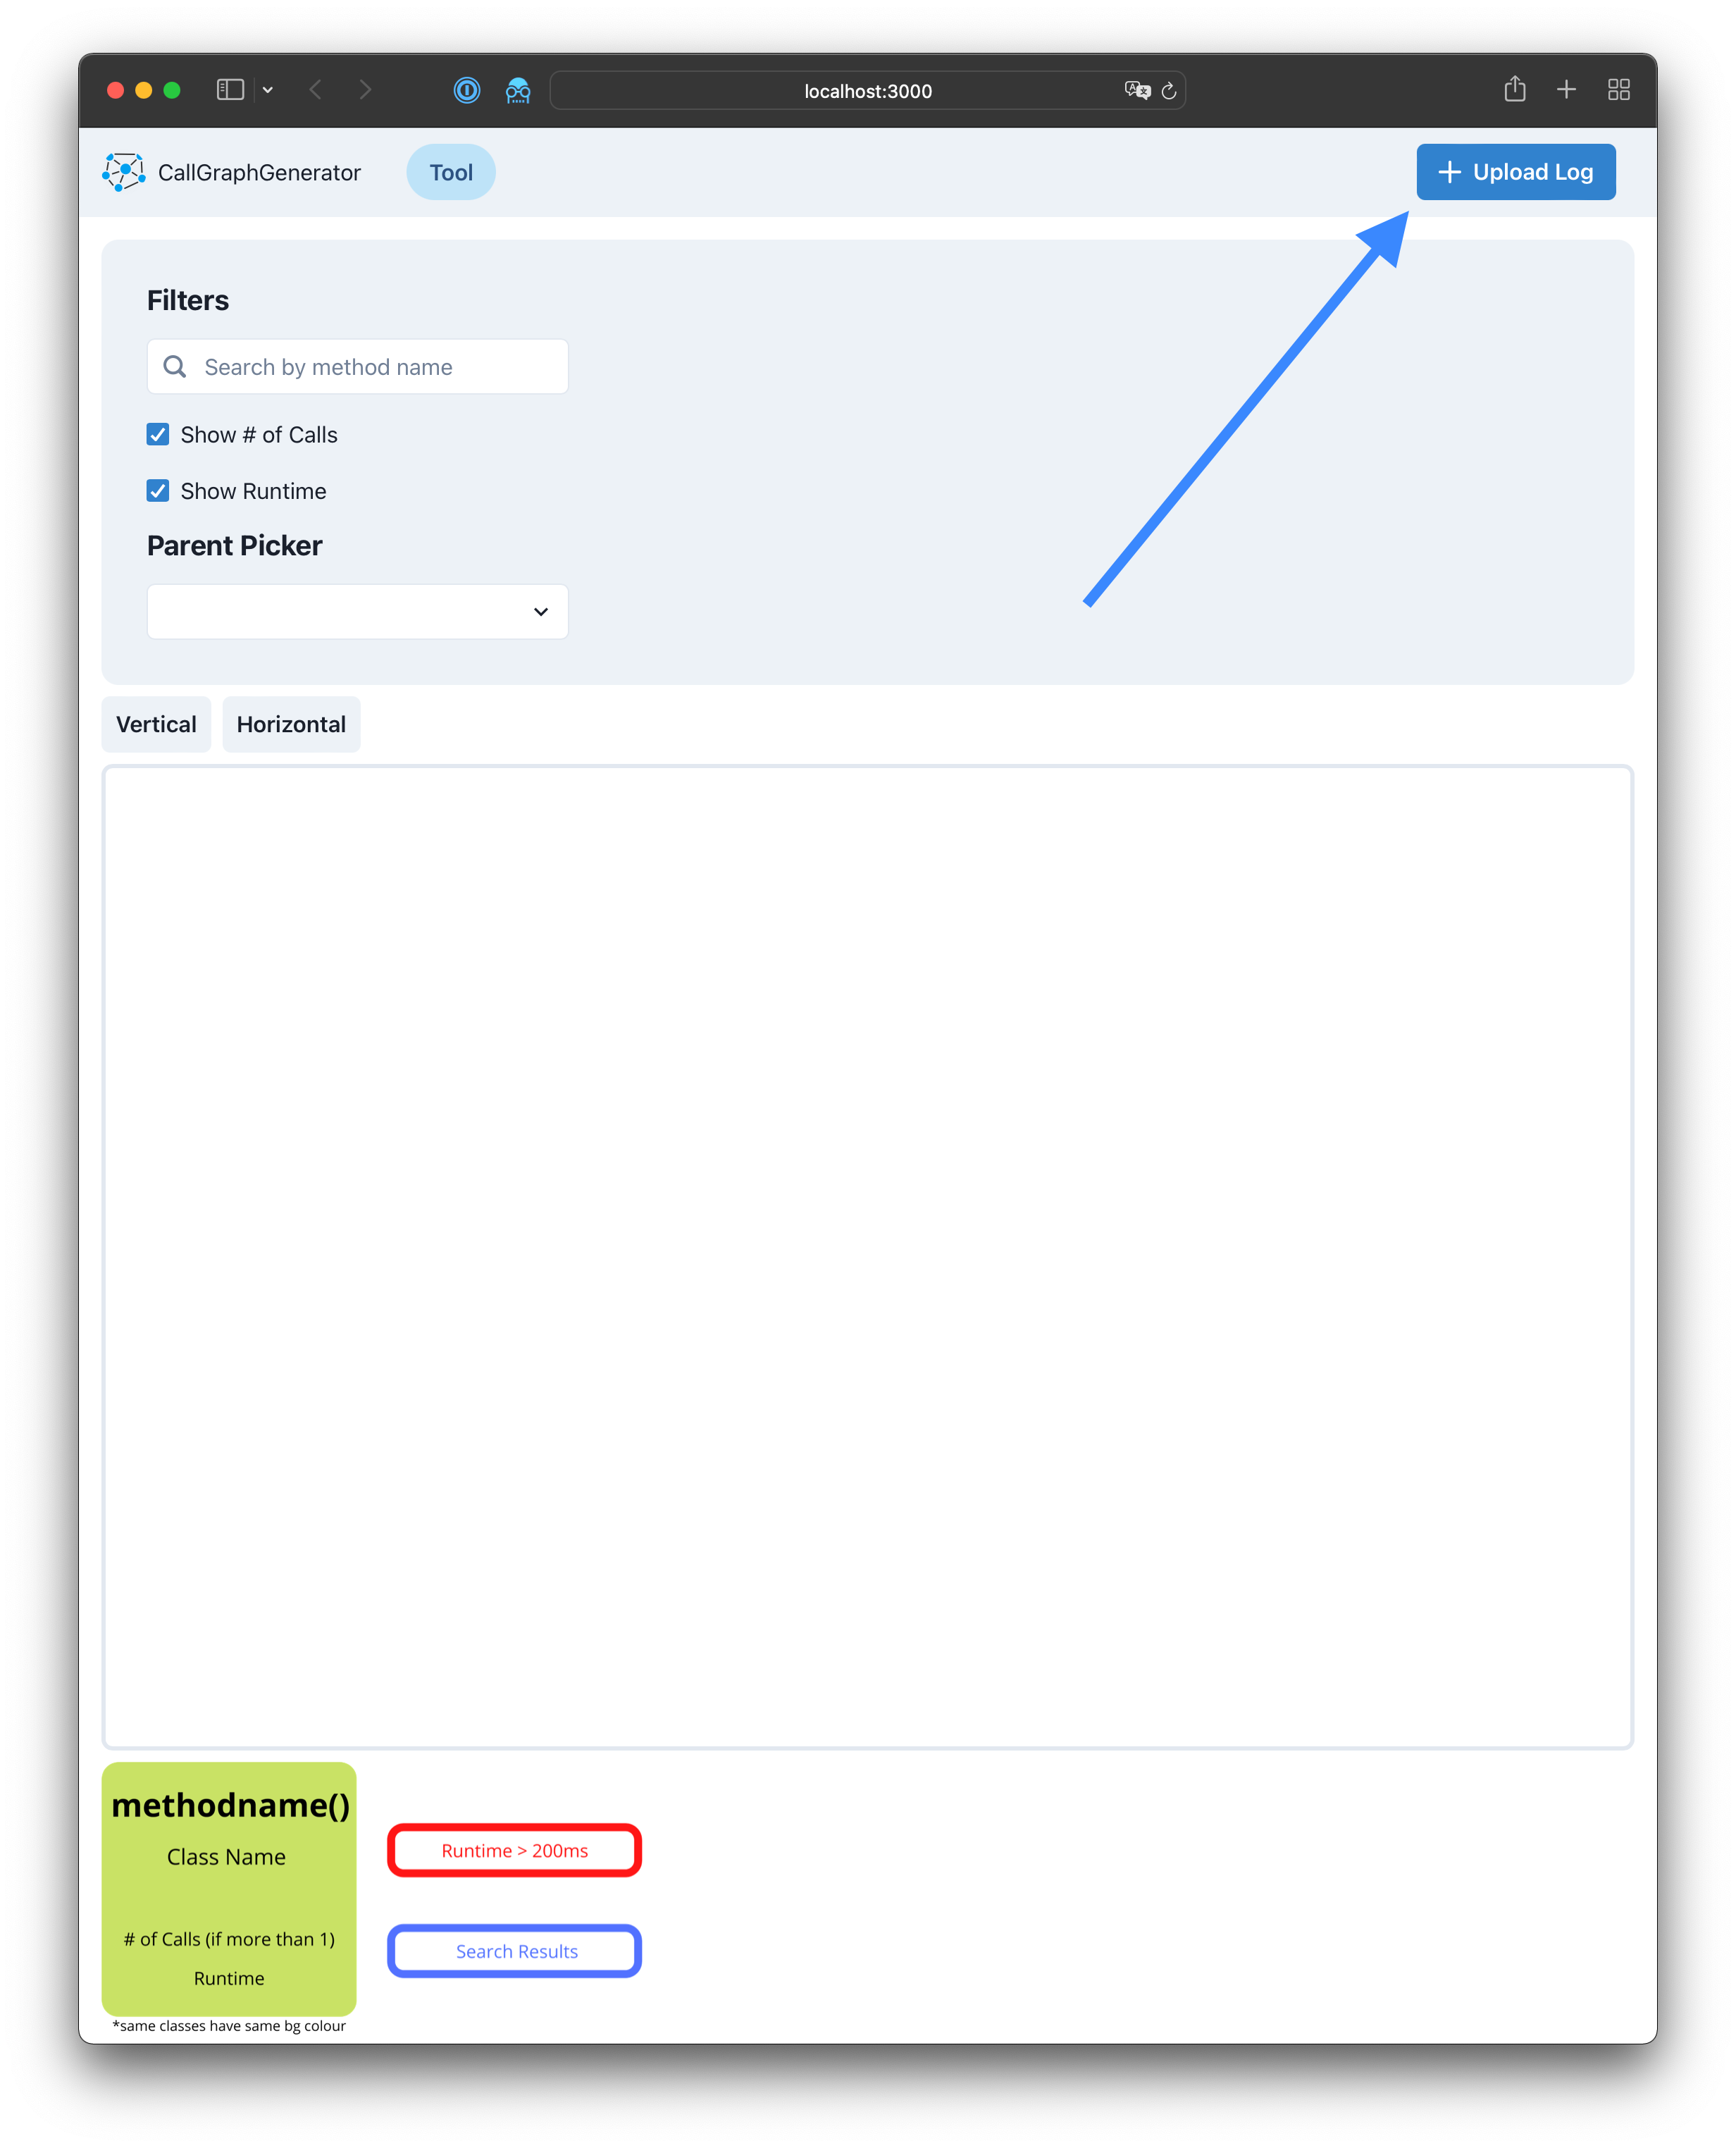 localhost:3000
CallGraphGenerator
Tool
Upload Log
Filters
Search by method name
Show # of Calls
Show Runtime
Parent Picker
Vertical
Horizontal
methodname()
Class Name
# of Calls (if more than 1)
Runtime
*same classes have same bg colour
Runtime > 200ms
Search Results